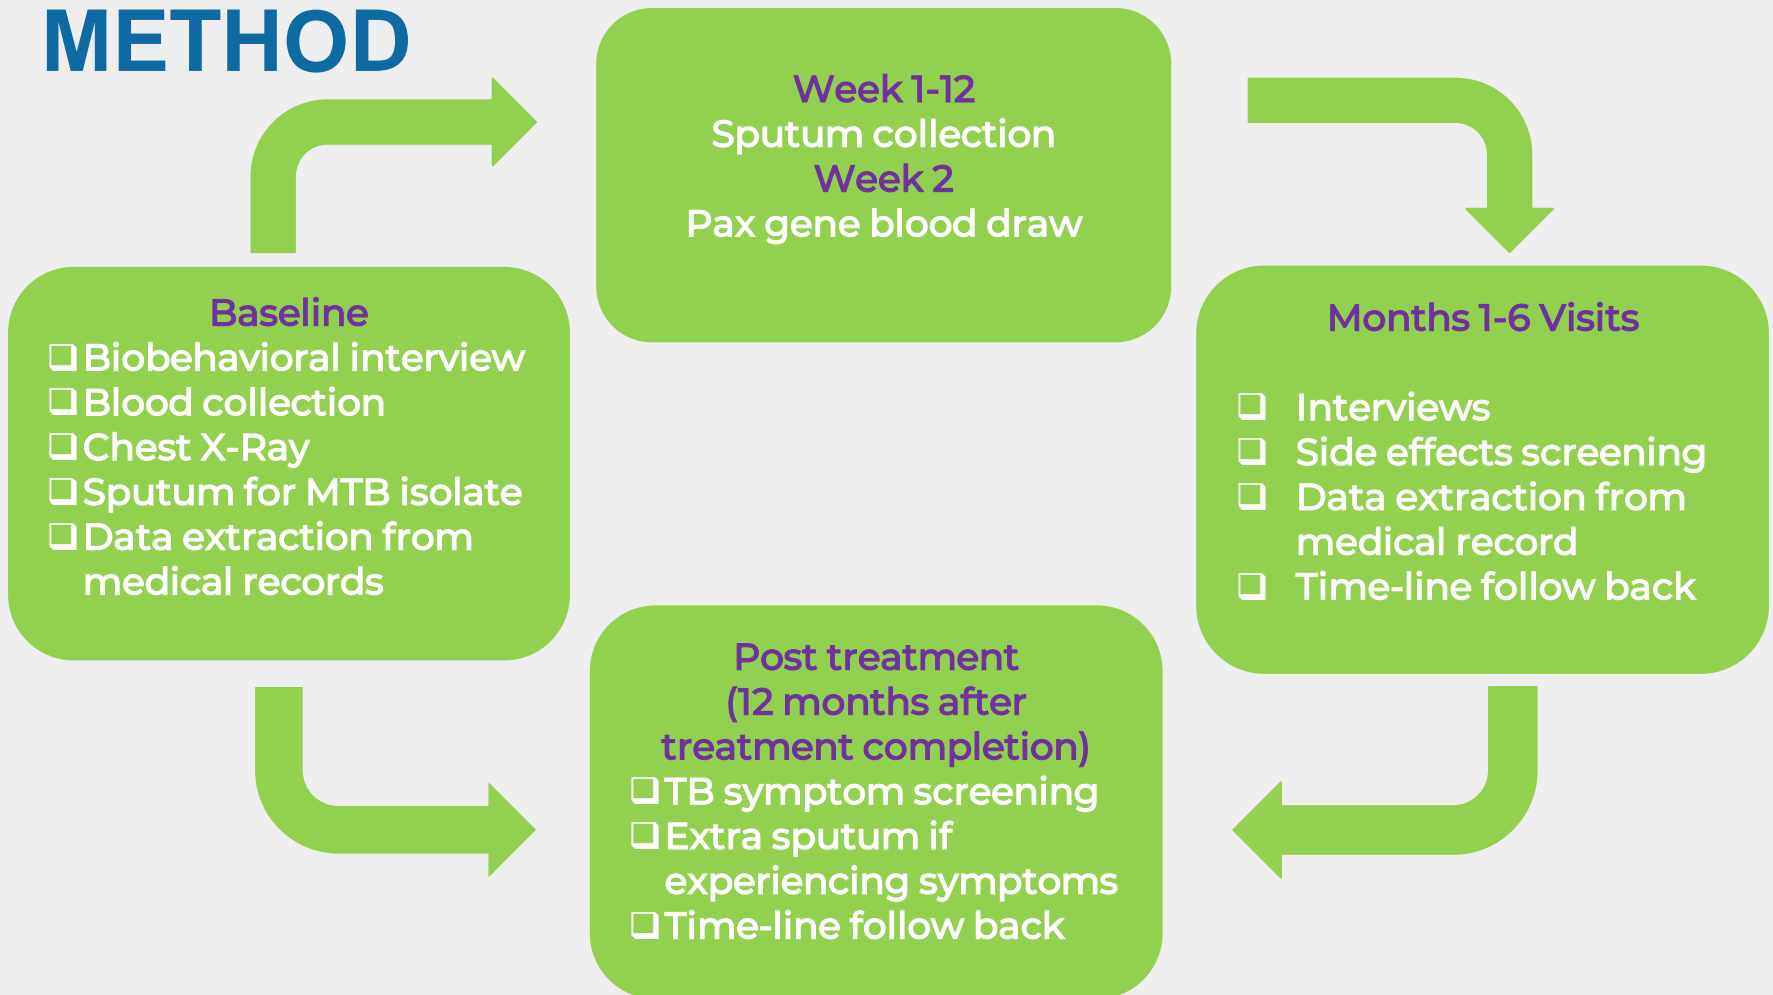 METHOD
Week 1-12
Sputum collection
Week 2
Pax gene blood draw
Baseline
❑Biobehavioral interview
❑Blood collection
❑Chest X-Ray
❑Sputum for MTB isolate
❑Data extraction from
medical records
Months 1-6 Visits
❑ Interviews
❑ Side effects screening
❑ Data extraction from
medical record
❑ Time-line follow back
Post treatment
(12 months after
treatment completion)
❑TB symptom screening
❑Extra sputum if
experiencing symptoms
❑Time-line follow back